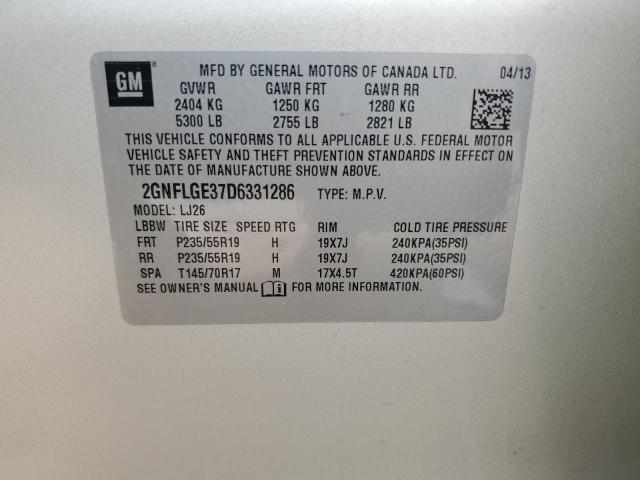 GM
MFD BY GENERAL MOTORS OF CANADA LTD. 04/13
GVWR GAWR FRT GAWR RR
2404 KG 1250 KG 1280 KG
5300 LB 2755 LB 2821 LB
THIS VEHICLE CONFORMS TO ALL APPLICABLE U.S. FEDERAL MOTOR
VEHICLE SAFETY AND THEFT PREVENTION STANDARDS IN EFFECT ON
THE DATE OF MANUFACTURE SHOWN ABOVE.
2GNFLGE37D6331286 TYPE: M.P.V.
MODEL: LJ26
LBBW TIRE SIZE SPEED RTG RIM COLD TIRE PRESSURE
FRT P235/55R19 H 19X7J 240KPA(35PSI)
RR P235/55R19 H 19X7J 240KPA(35PSI)
SPA T145/70R17 M 17X4.5T 420KPA(60PSI)
SEE OWNER'S MANUAL FOR MORE INFORMATION.